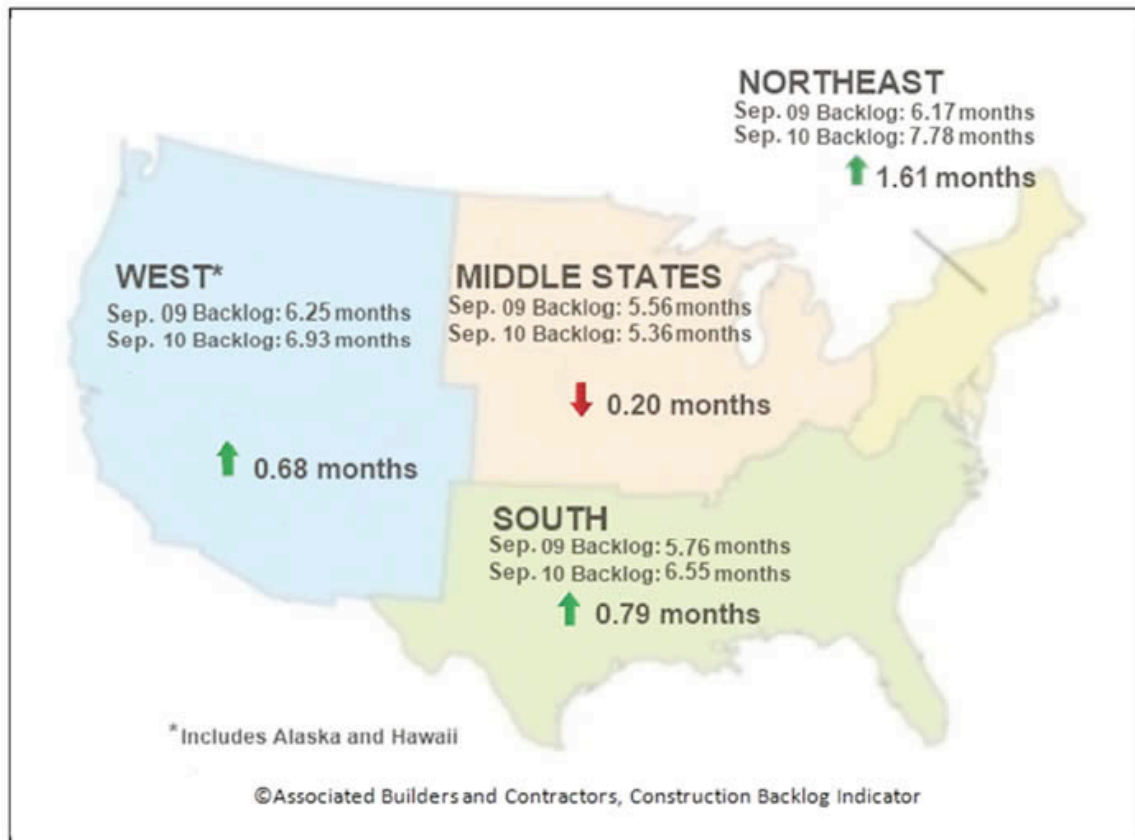 NORTHEAST
Sep. 09 Backlog: 6.17 months
Sep. 10 Backlog: 7.78 months
1.61 months
WEST*
Sep. 09 Backlog: 6.25 months
Sep. 10 Backlog: 6.93 months
0.68 months
MIDDLE STATES
Sep. 09 Backlog: 5.56 months
Sep. 10 Backlog: 5.36 months
0.20 months
SOUTH
Sep. 09 Backlog: 5.76 months
Sep. 10 Backlog: 6.55 months
0.79 months
*Includes Alaska and Hawaii
©Associated Builders and Contractors, Construction Backlog Indicator